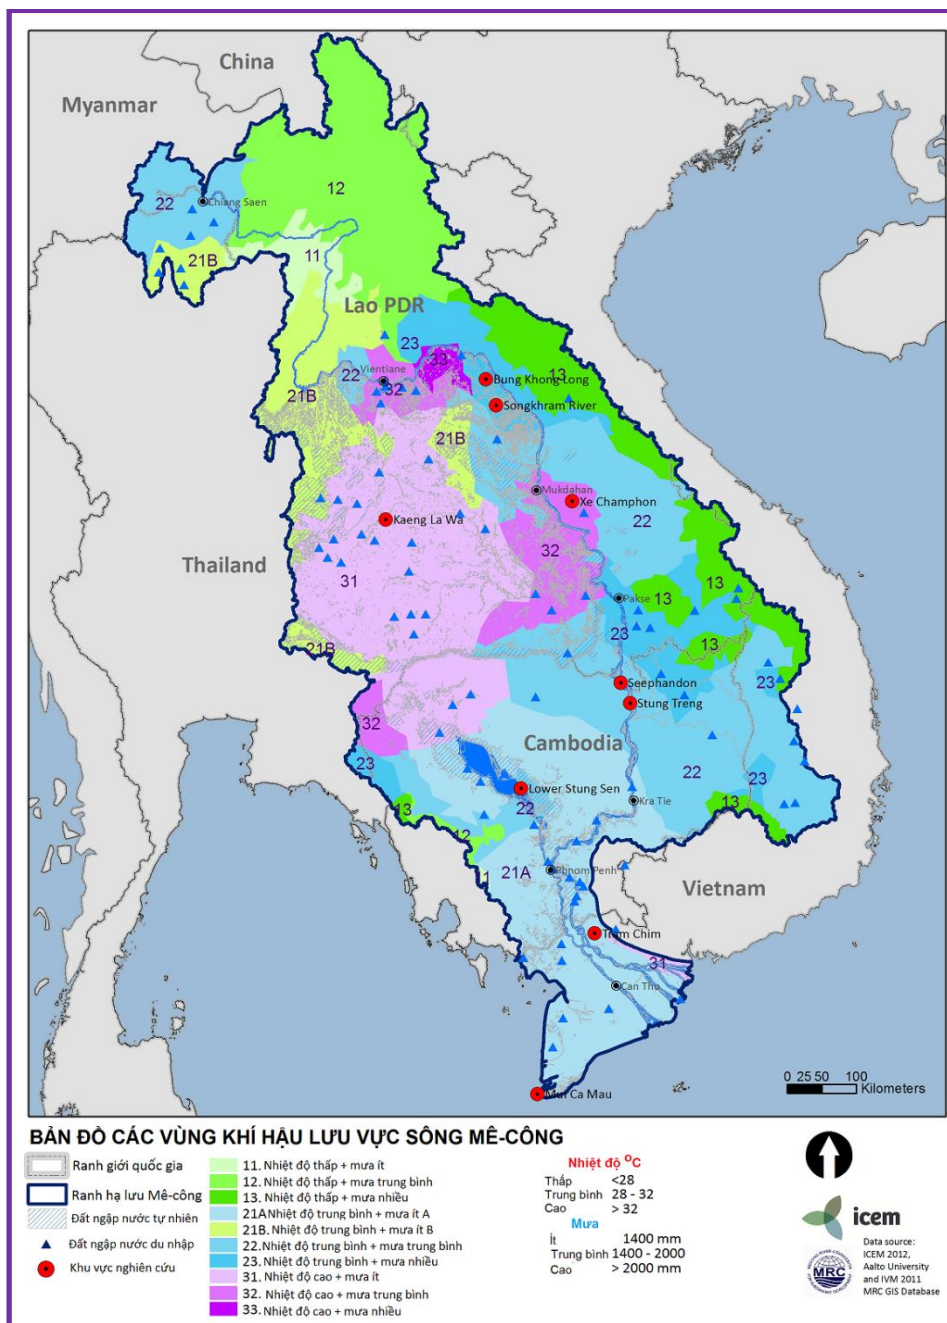 China
Myanmar
12
22
Chiang Saen
21B
11
Lao PDR
23
33
13
22
Vientiane
32
Bung Khong Long
21B
Songkhram River
21B
Mukdahan
Xe Champhon
Kaeng La Wa
22
32
Thailand
31
13
13
Pakse
23
13
21B
23
Seephandon
Stung Treng
32
Cambodia
23
22
23
Lower Stung Sen
13
22
Kra Tie
13
12
21A
Phnom Penh
11
Vietnam
Tram Chim
31
Can Tho
0 25 50 100
Kilometers
Mui Ca Mau
BẢN ĐỒ CÁC VÙNG KHÍ HẬU LƯU VỰC SÔNG MÊ-CÔNG
Ranh giới quốc gia
Ranh hạ lưu Mê-công
Đất ngập nước tự nhiên
Đất ngập nước du nhập
Khu vực nghiên cứu
11. Nhiệt độ thấp + mưa ít
12. Nhiệt độ thấp + mưa trung bình
13. Nhiệt độ thấp + mưa nhiều
21A Nhiệt độ trung bình + mưa ít A
21B. Nhiệt độ trung bình + mưa ít B
22. Nhiệt độ trung bình + mưa trung bình
23. Nhiệt độ trung bình + mưa nhiều
31. Nhiệt độ cao + mưa ít
32. Nhiệt độ cao + mưa trung bình
33. Nhiệt độ cao + mưa nhiều
Nhiệt độ ºC
Thấp <28
Trung bình 28 - 32
Cao > 32
Mưa
Ít 1400 mm
Trung bình 1400 - 2000
Cao > 2000 mm
icem
MRC
Data source:
ICEM 2012,
Aalto University
and IVM 2011
MRC GIS Database